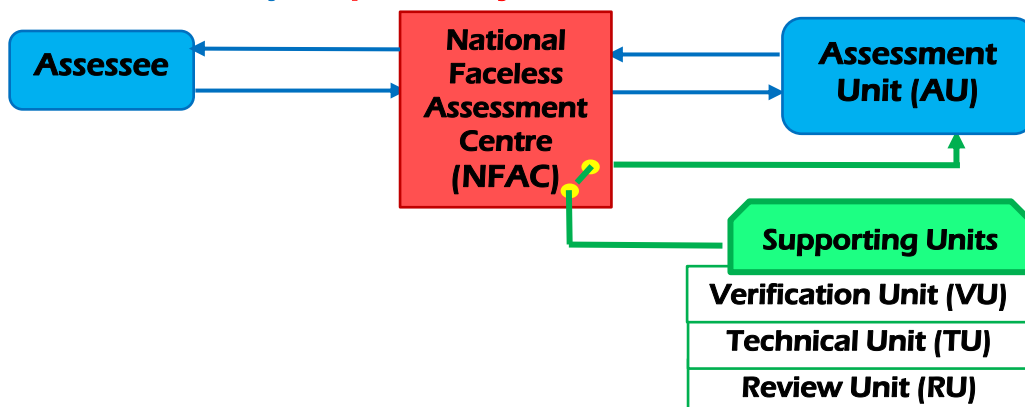 Assessee
National
Faceless
Assessment
Centre
(NFAC)
Assessment
Unit (AU)
Supporting Units
Verification Unit (VU)
Technical Unit (TU)
Review Unit (RU)